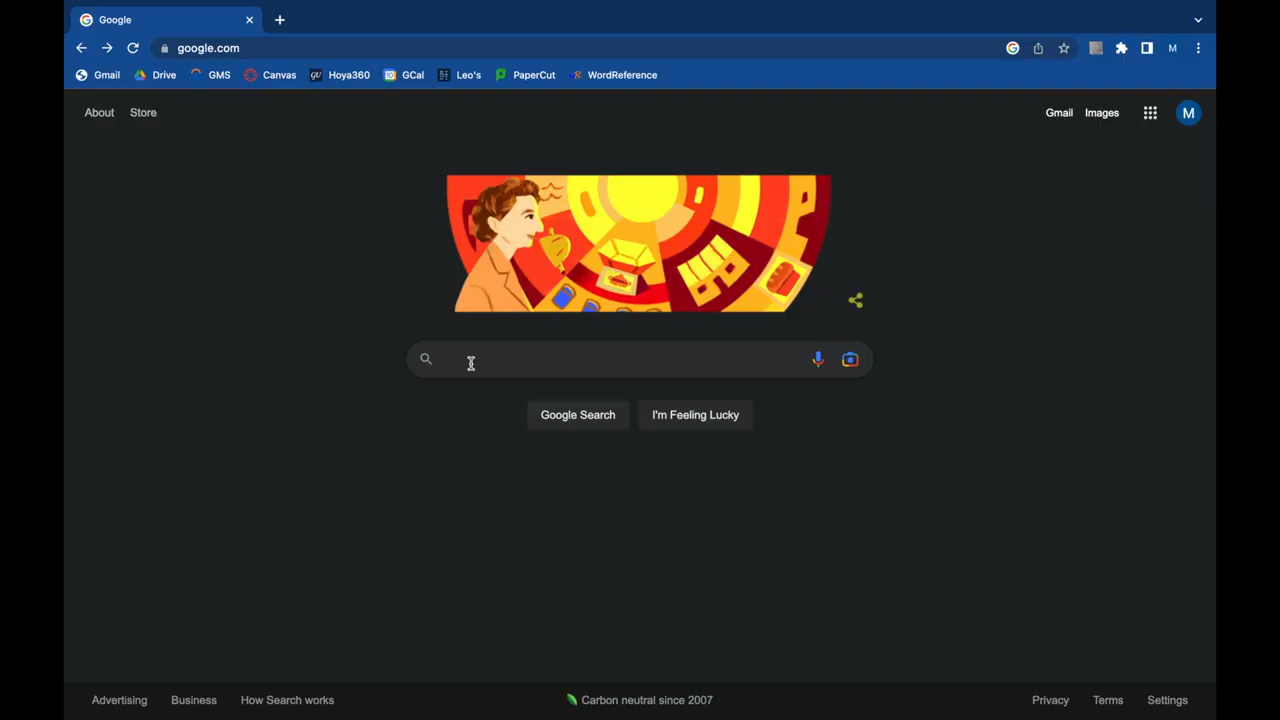 Google
google.com
M
Gmail Drive GMS Canvas Hoya360 GCal Leo's PaperCut WordReference
About Store
Gmail Images M
Google Search I'm Feeling Lucky
Advertising Business How Search works
Carbon neutral since 2007
Privacy Terms Settings